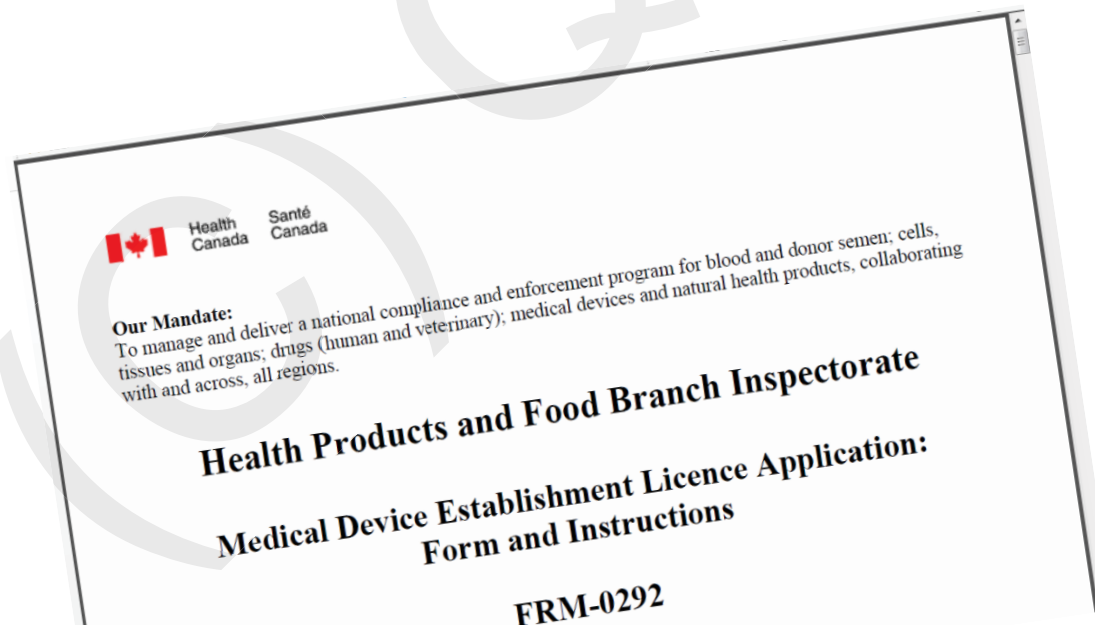 Health Santé
Canada Canada
Our Mandate:
To manage and deliver a national compliance and enforcement program for blood and donor semen; cells,
tissues and organs; drugs (human and veterinary); medical devices and natural health products, collaborating
with and across, all regions.
Health Products and Food Branch Inspectorate
Medical Device Establishment Licence Application:
Form and Instructions
FRM-0292